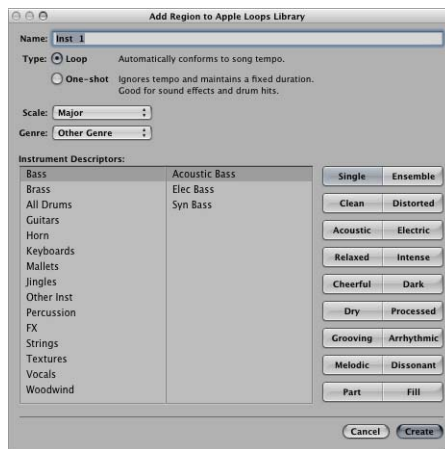 Add Region to Apple Loops Library
Name: Inst 1
Type: Loop Automatically conforms to song tempo.
One-shot Ignores tempo and maintains a fixed duration.
Good for sound effects and drum hits.
Scale: Major
Genre: Other Genre
Instrument Descriptors:
Bass Acoustic Bass Single Ensemble
Brass Elec Bass
All Drums Syn Bass Clean Distorted
Guitars
Horn Acoustic Electric
Keyboards
Mallets Relaxed Intense
Jingles Cheerful Dark
Other Inst
Percussion Dry Processed
FX
Strings Grooving Arrhythmic
Textures
Vocals Melodic Dissonant
Woodwind Part Fill
Cancel Create